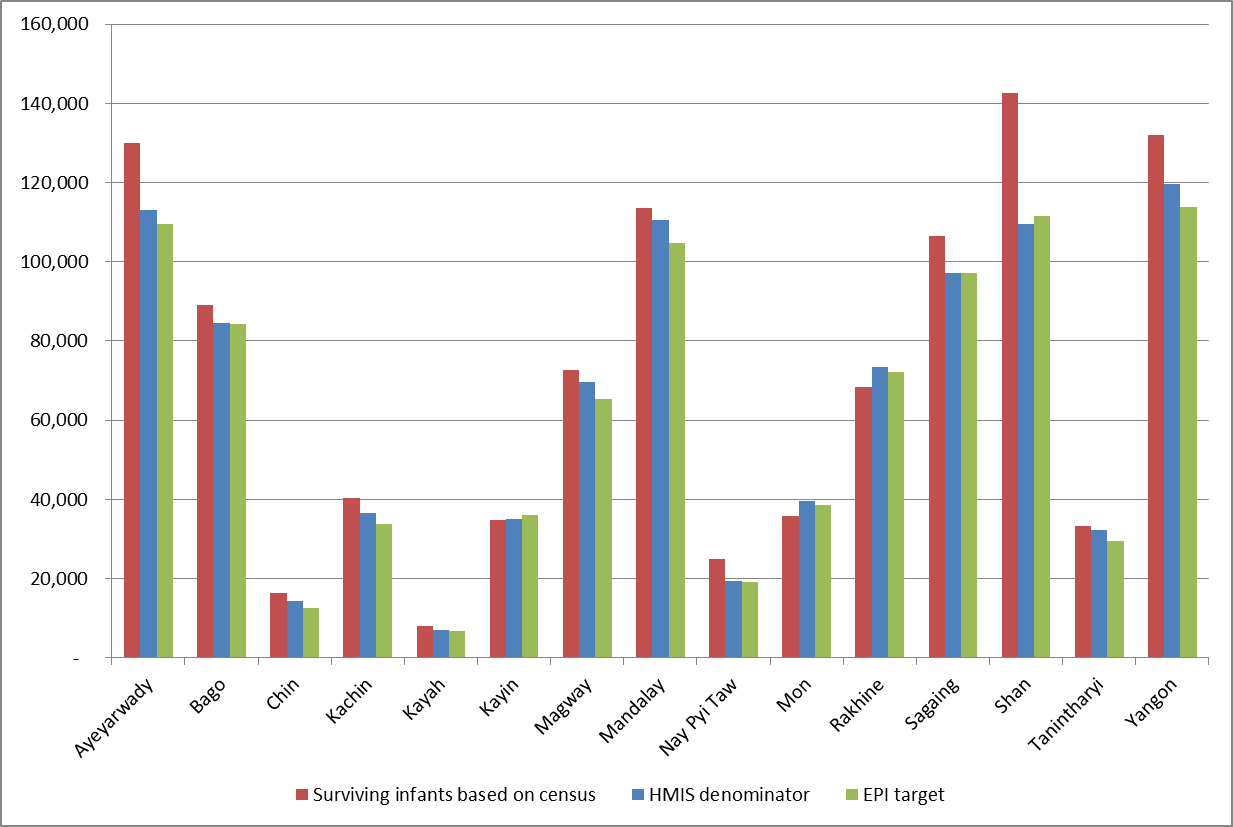 160,000
140,000
120,000
100,000
80,000
60,000
40,000
20,000
-
Ayeyarwady
Bago
Chin
Kachin
Kayah
Kayin
Magway
Mandalay
Nay Pyi Taw
Mon
Rakhine
Sagaing
Shan
Tanintharyi
Yangon
Surviving infants based on census HMIS denominator EPI target